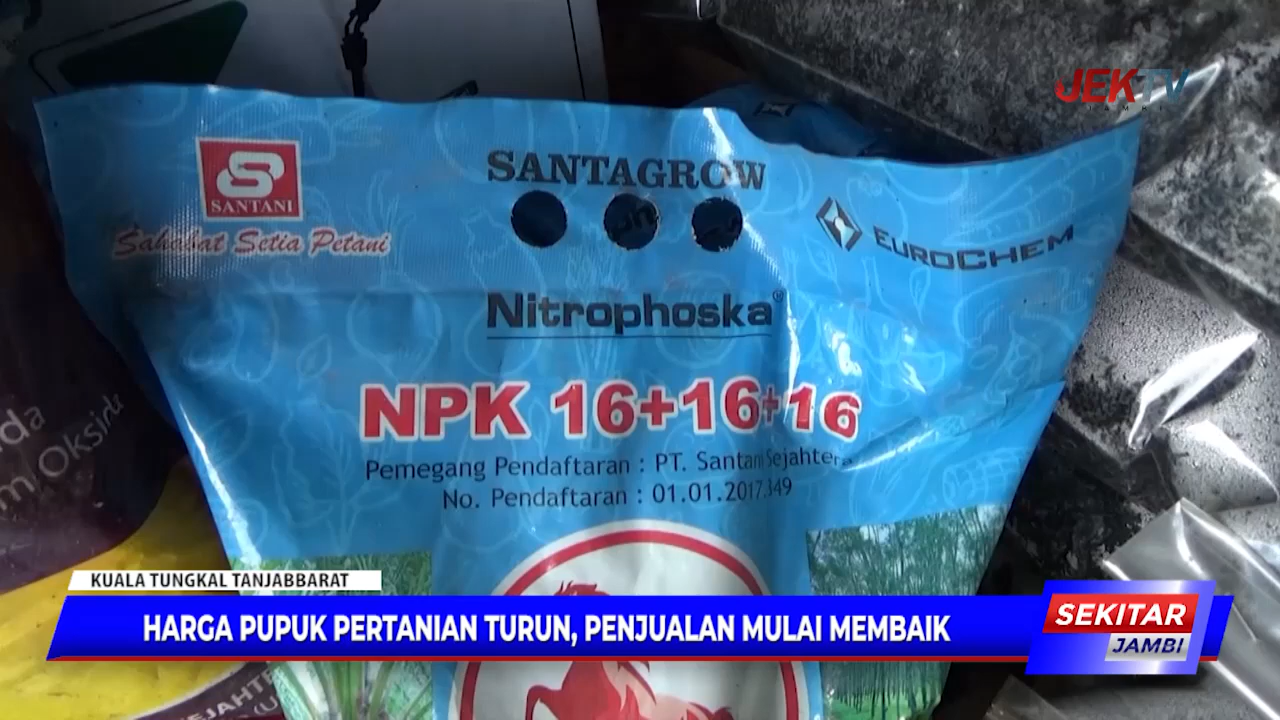 JEKTV
JAMBI
SANTANI
Sahabat Setia Petani
SANTAGROW
EUROCHEM
Nitrophoska®
NPK 16+16+16
Pemegang Pendaftaran : PT. Santani Sejahtera
No. Pendaftaran : 01.01.2017.349
KUALA TUNGKAL TANJABBARAT
HARGA PUPUK PERTANIAN TURUN, PENJUALAN MULAI MEMBAIK
SEKITAR
JAMBI